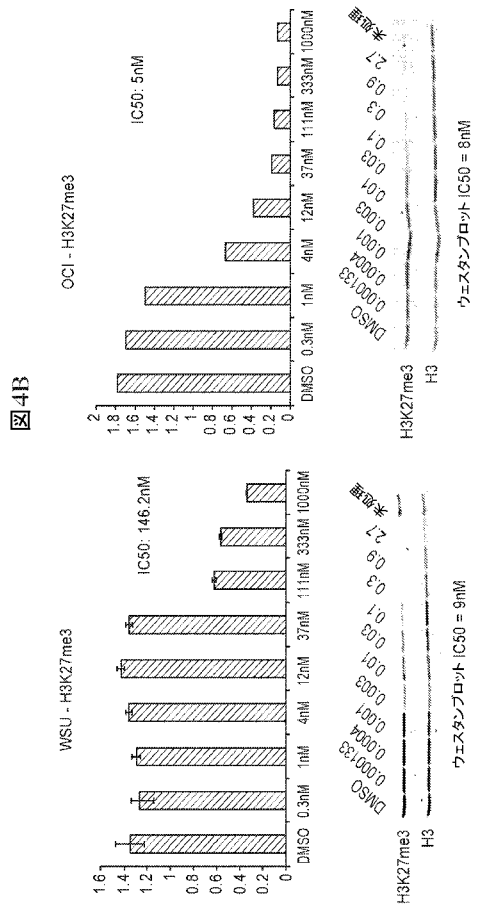 図4B
WSU - H3K27me3
IC50: 146.2nM
1.6
1.4
1.2
1
0.8
0.6
0.4
0.2
0
DMSO 0.3nM 1nM 4nM 12nM 37nM 111nM 333nM 1000nM
DMSO 0.000133 0.0004 0.001 0.003 0.01 0.03 0.1 0.3 0.9 2.7 未処理
H3K27me3
H3
ウェスタンブロット IC50 = 9nM
OCI - H3K27me3
IC50: 5nM
2
1.8
1.6
1.4
1.2
1
0.8
0.6
0.4
0.2
0
DMSO 0.3nM 1nM 4nM 12nM 37nM 111nM 333nM 1000nM
DMSO 0.000133 0.0004 0.001 0.003 0.01 0.03 0.1 0.3 0.9 2.7 未処理
H3K27me3
H3
ウェスタンブロット IC50 = 8nM